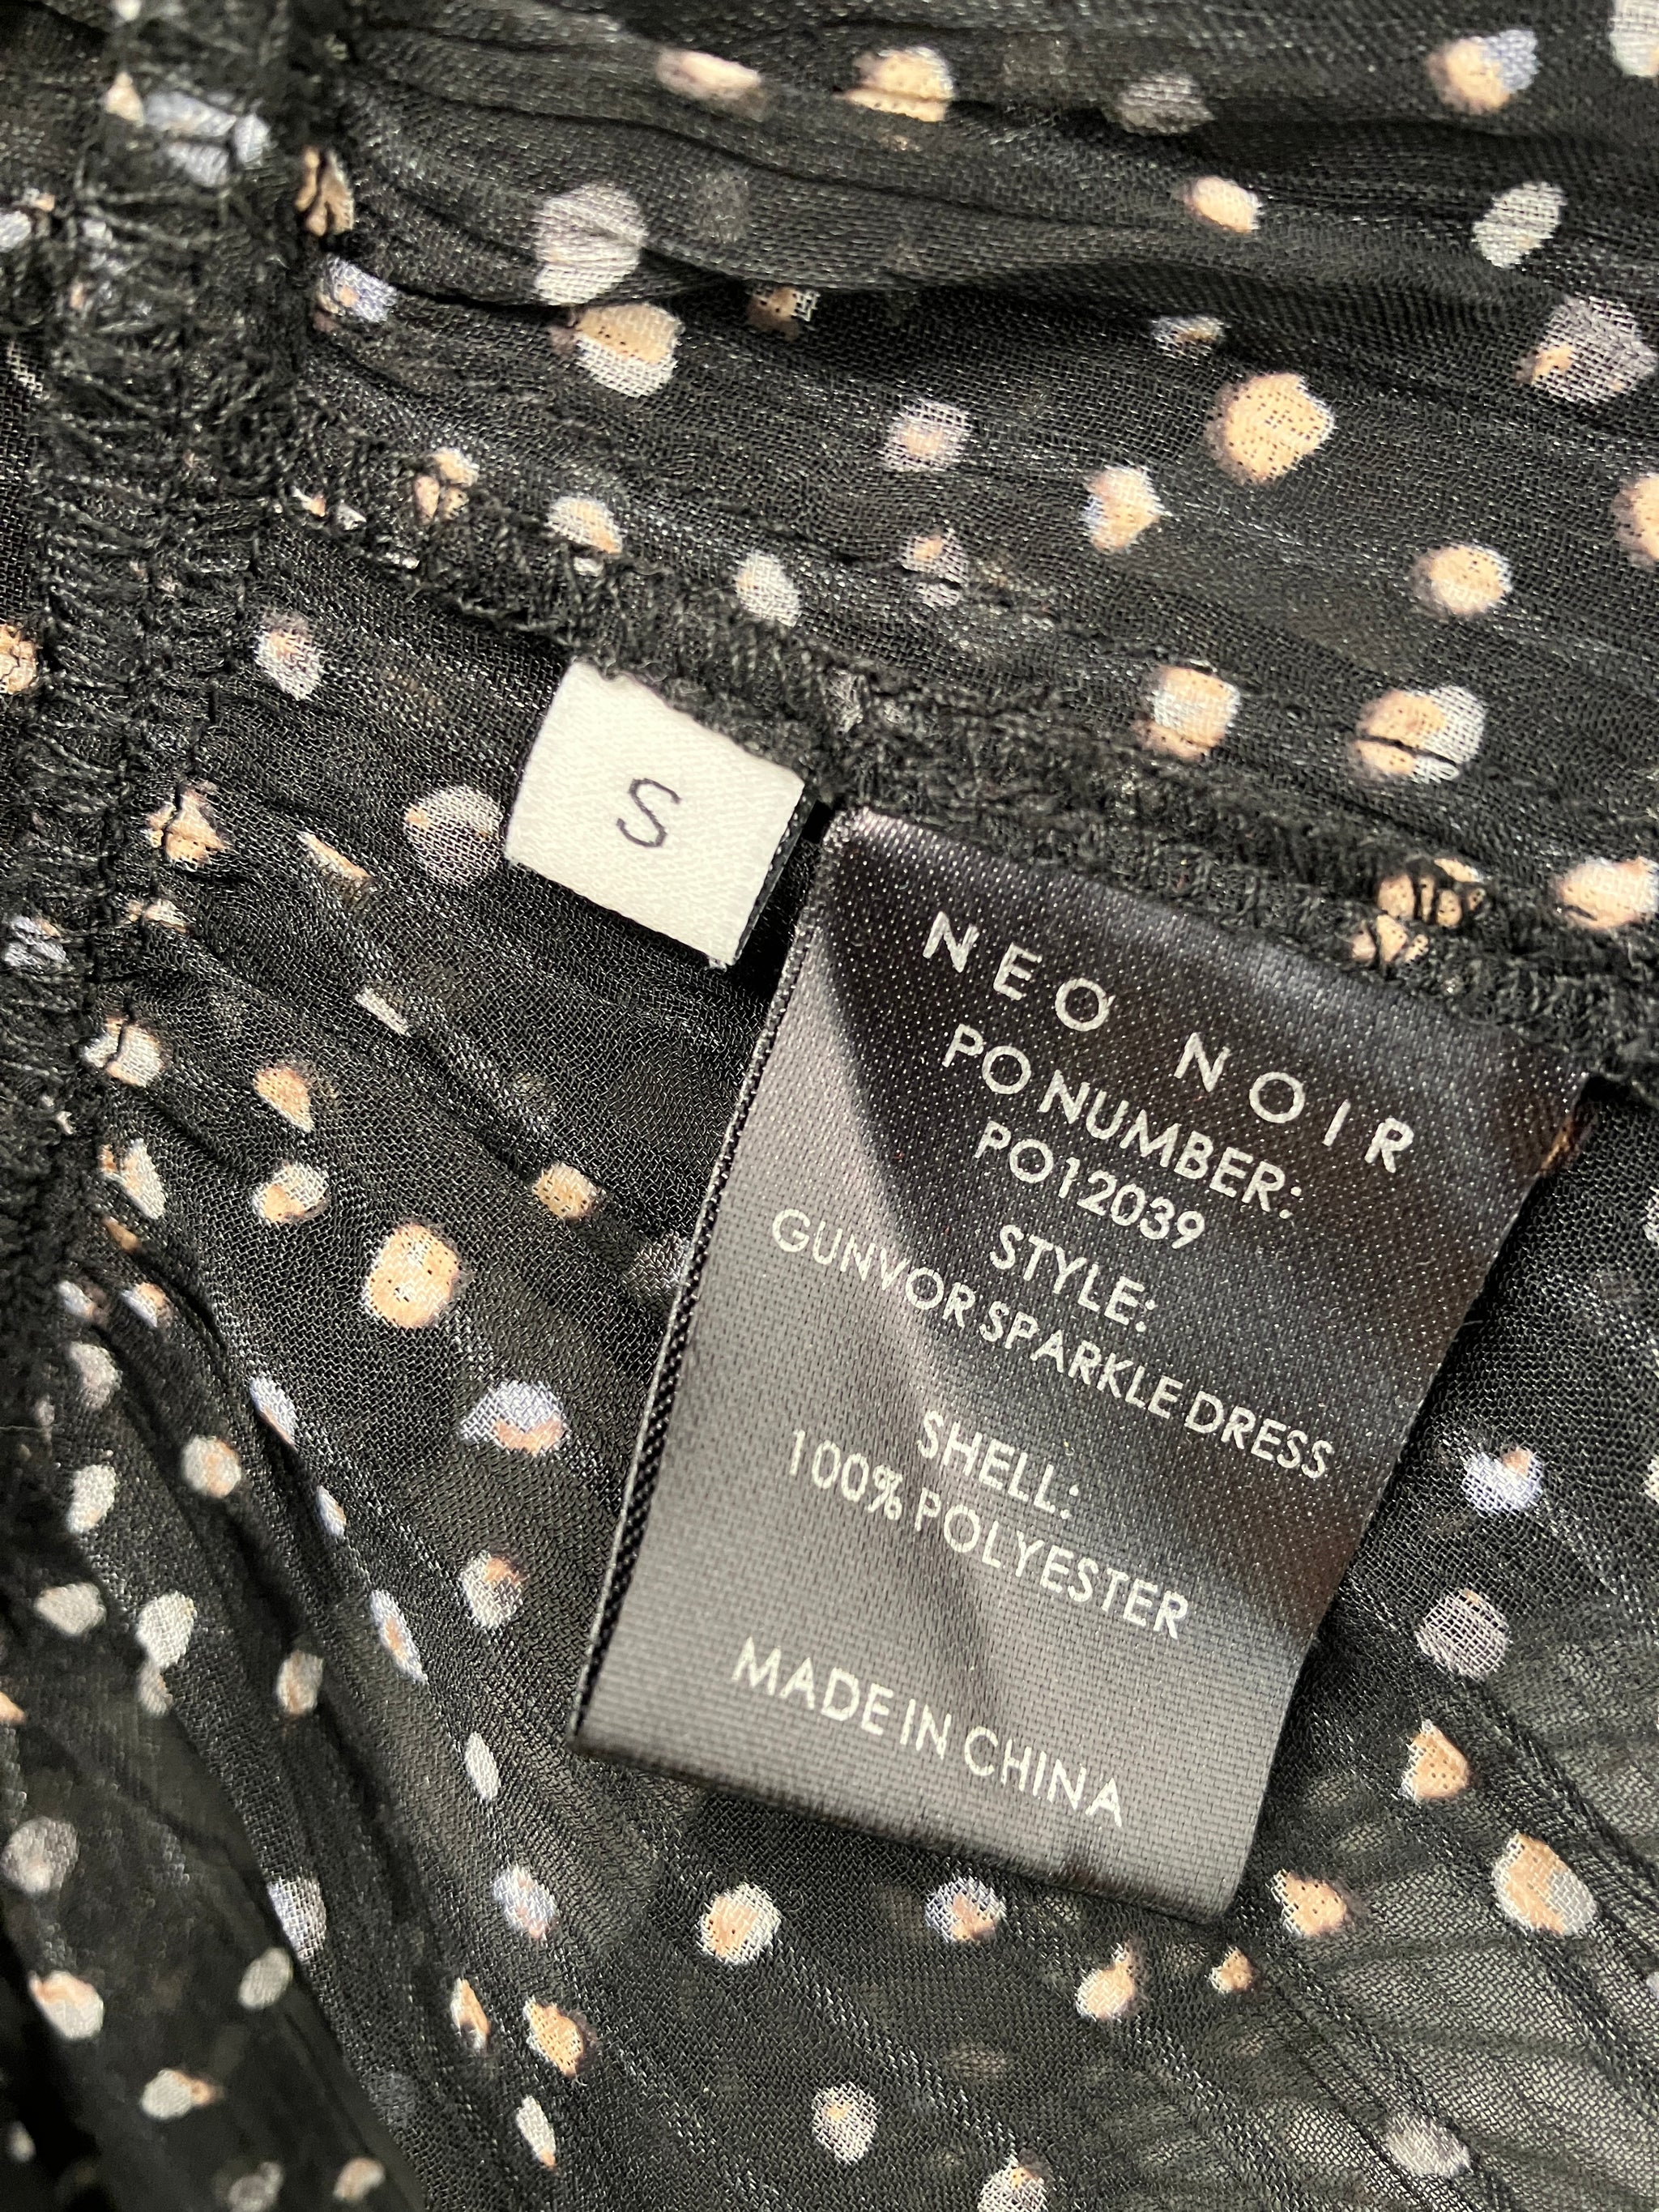 S
NEO NOIR
PO NUMBER:
PO12039
STYLE:
GUNVOR SPARKLE DRESS
SHELL:
100% POLYESTER
MADE IN CHINA